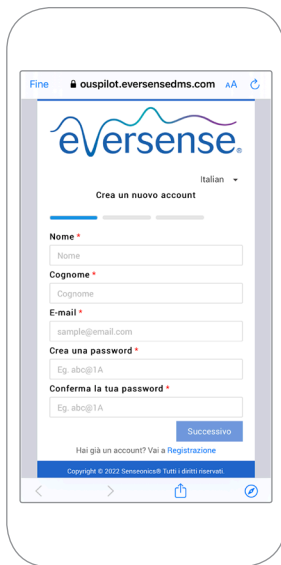 Fine ouspilot.eversensedms.com AA
eversense®
Italian
Crea un nuovo account
Nome *
Nome
Cognome *
Cognome
E-mail *
sample@email.com
Crea una password *
Eg. abc@1A
Conferma la tua password *
Eg. abc@1A
Successivo
Hai già un account? Vai a Registrazione
Copyright © 2022 Senseonics® Tutti i diritti riservati.